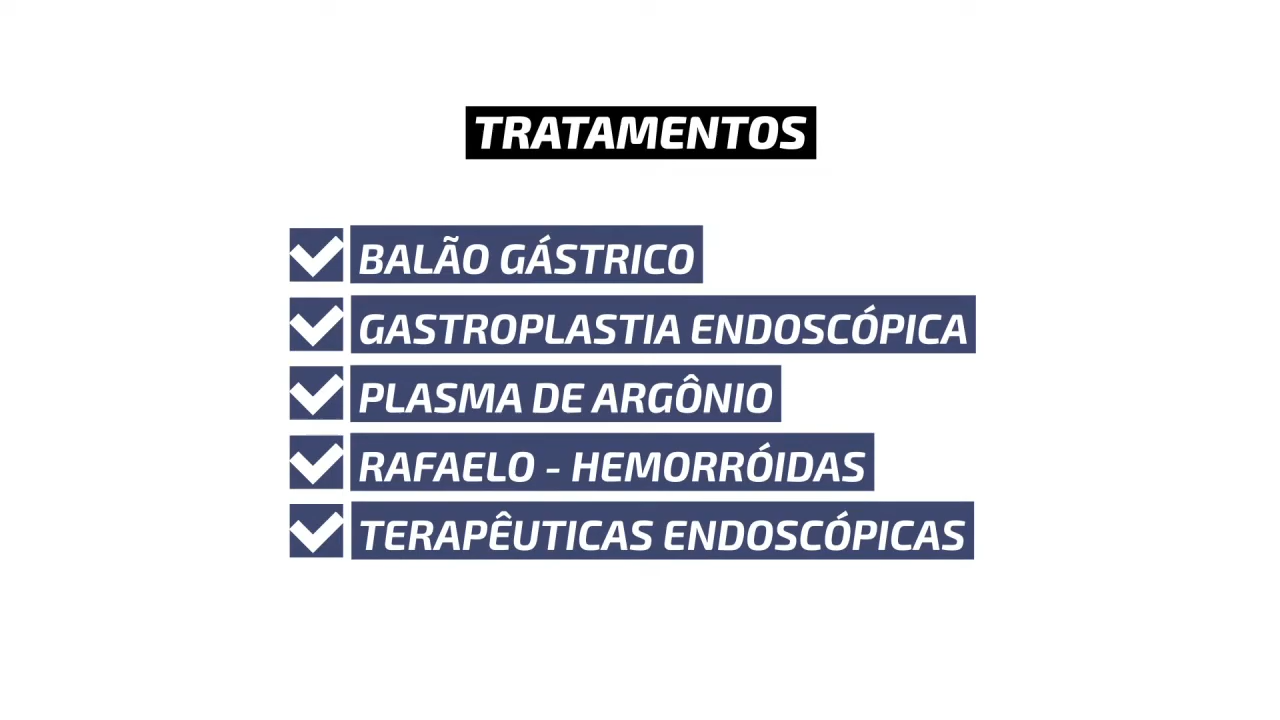 TRATAMENTOS
BALÃO GÁSTRICO
GASTROPLASTIA ENDOSCÓPICA
PLASMA DE ARGÔNIO
RAFAELO - HEMORRÓIDAS
TERAPÊUTICAS ENDOSCÓPICAS